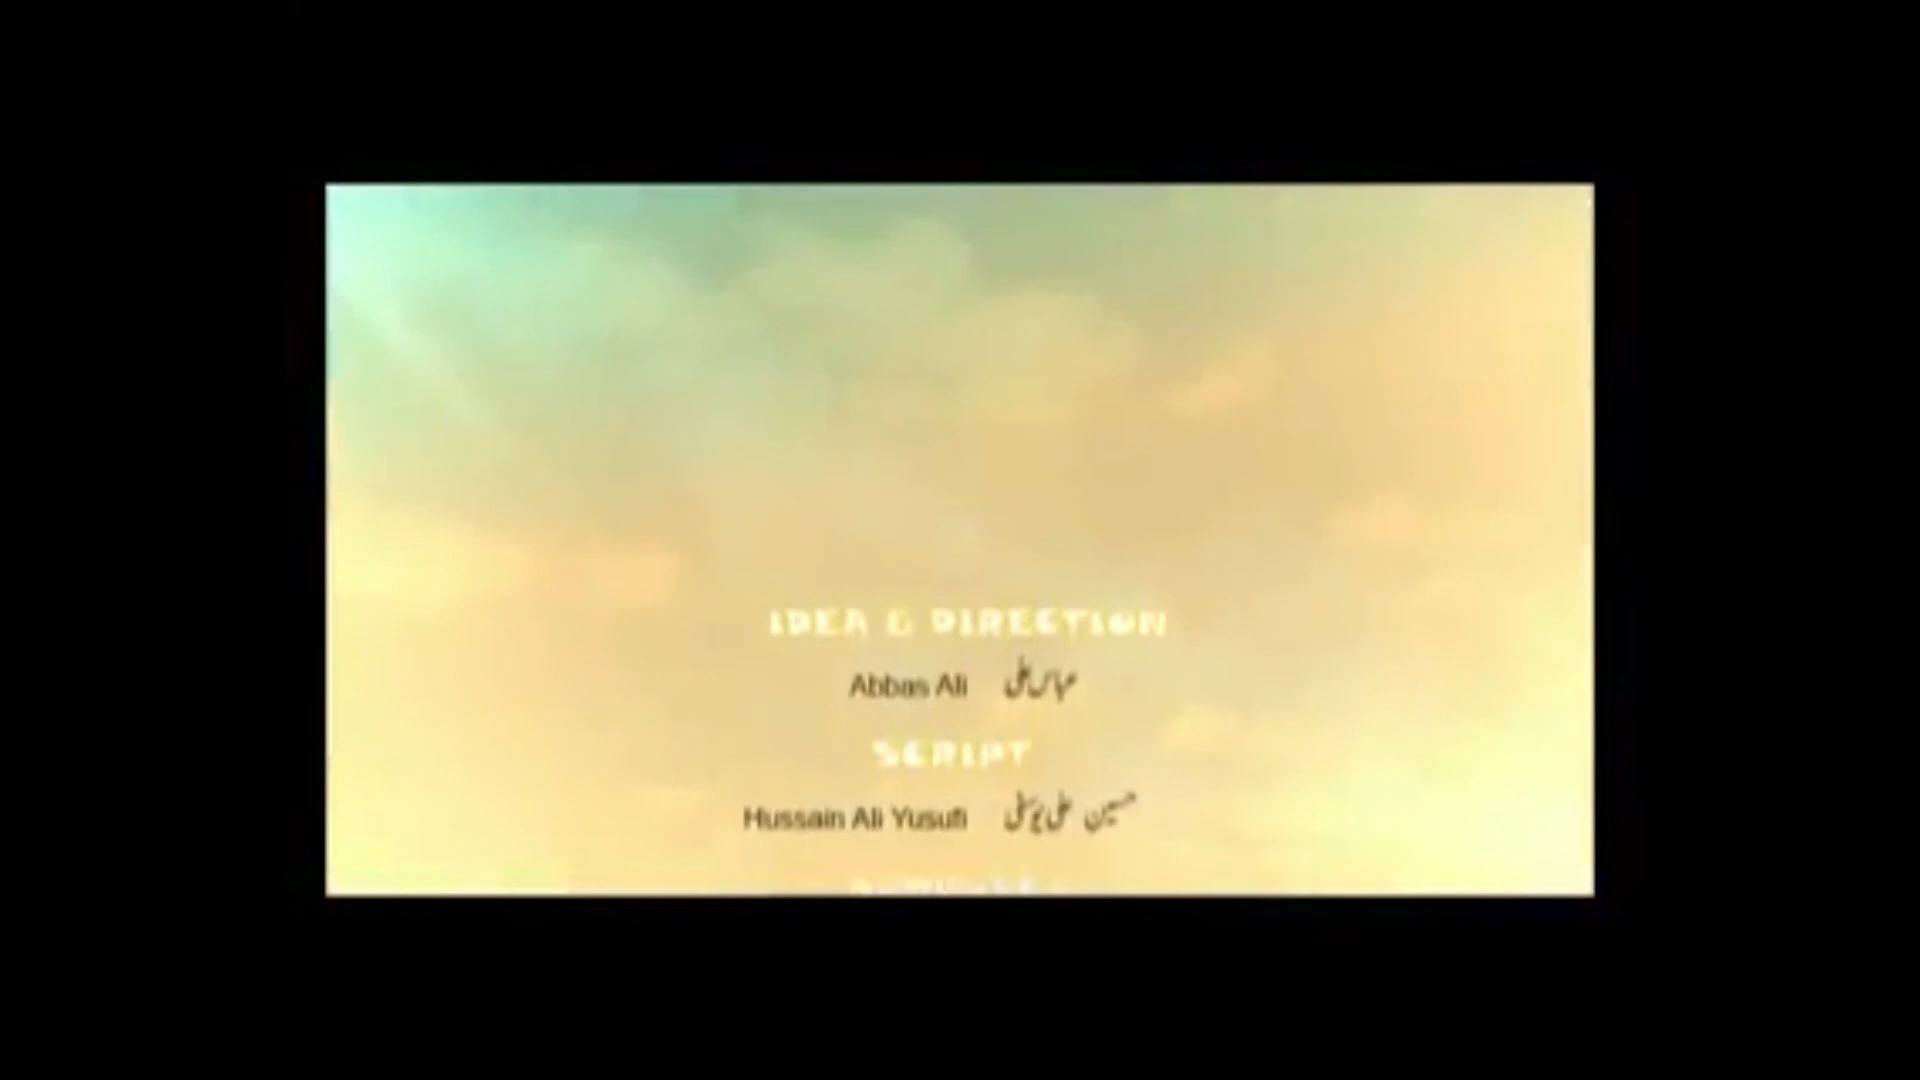 IDEA & DIRECTION
Abbas Ali عباس علی
SCRIPT
Hussain Ali Yusufi حسین علی یوسفی